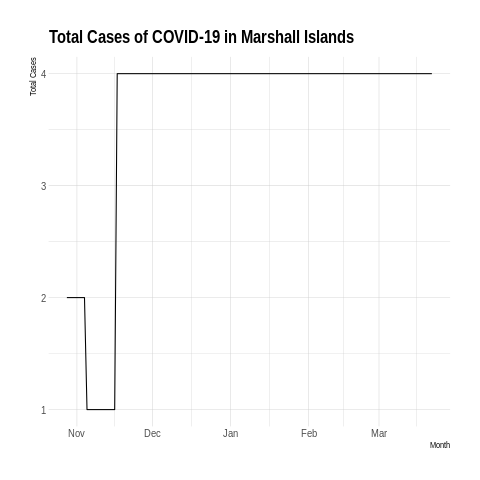 Total Cases of COVID-19 in Marshall Islands
Total Cases
4
3
2
1
Nov Dec Jan Feb Mar
Month